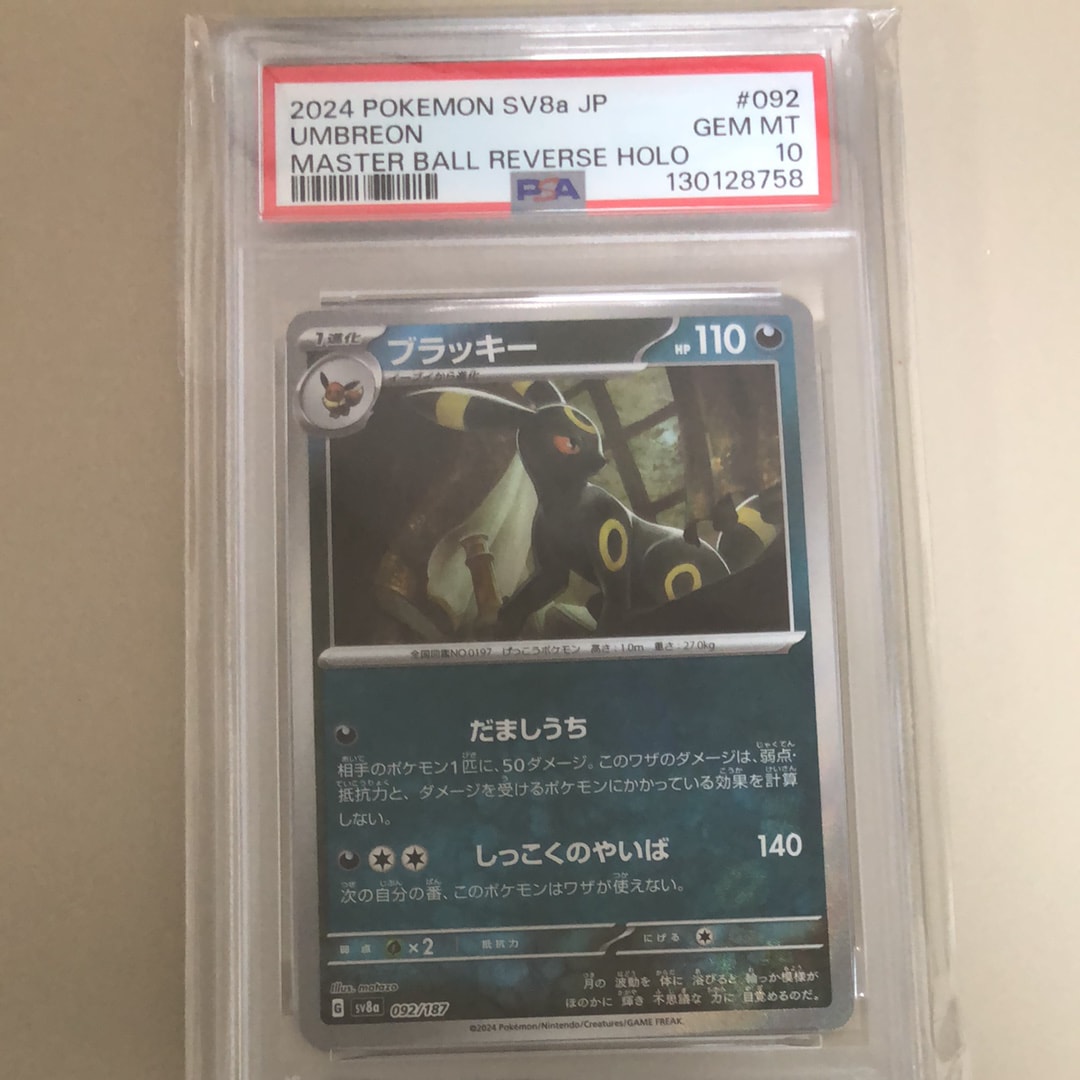 2024 POKEMON SV8a JP #092
UMBREON GEM MT
MASTER BALL REVERSE HOLO 10
PSA 130128758
1進化 ブラッキー HP 110
イーブイから進化
全国図鑑NO 0197 げっこうポケモン 高さ:1.0m 重さ:27.0kg
だましうち
相手のポケモン1匹に、50ダメージ。このワザのダメージは、弱点・
抵抗力と、ダメージを受けるポケモンにかかっている効果を計算
しない。
しっこくのやいば 140
次の自分の番、このポケモンはワザが使えない。
弱点 ×2 抵抗力 にげる
Illus. matazo
月の波動を体に浴びると輪っか模様が
ほのかに輝き不思議な力に目覚めるのだ。
G SV8a 092/187
©2024 Pokémon/Nintendo/Creatures/GAME FREAK.